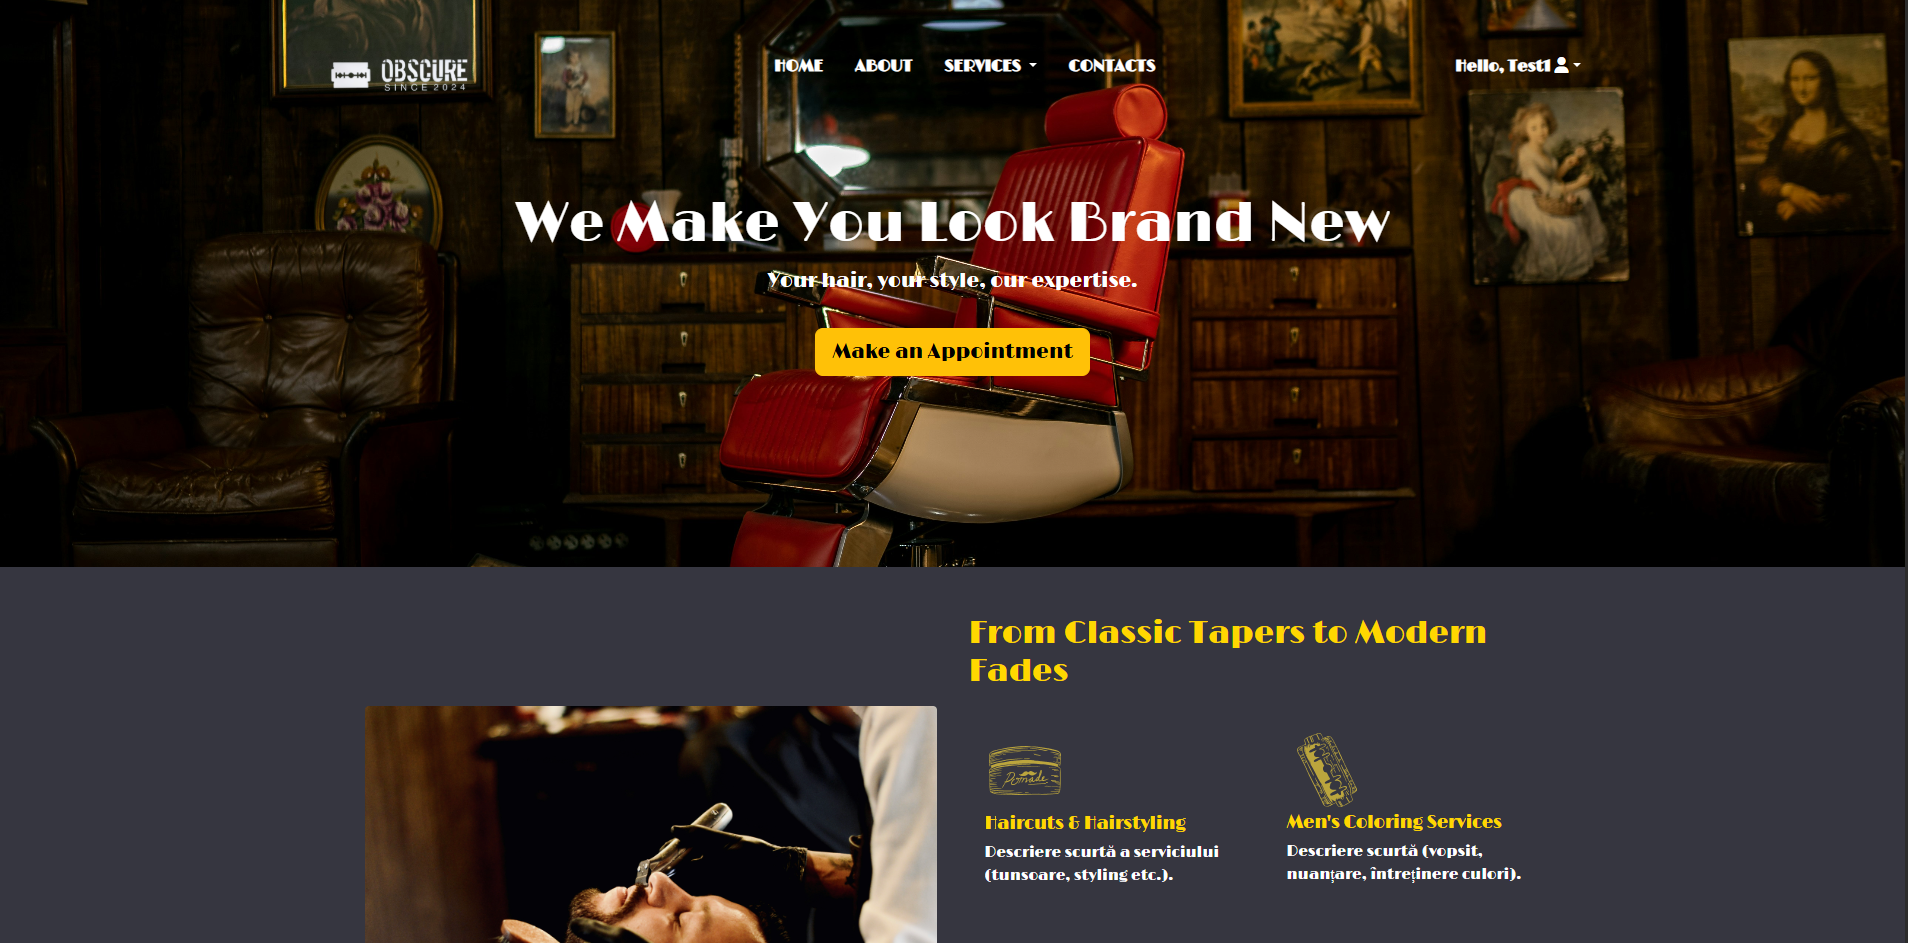 OBSCURE
SINCE 2024
HOME ABOUT SERVICES CONTACTS
Hello, Test1
We Make You Look Brand New
Your hair, your style, our expertise.
Make an Appointment
From Classic Tapers to Modern
Fades
Pomade
Haircuts & Hairstyling
Descriere scurtă a serviciului
(tunsoare, styling etc.).
Men's Coloring Services
Descriere scurtă (vopsit,
nuanțare, întreținere culori).